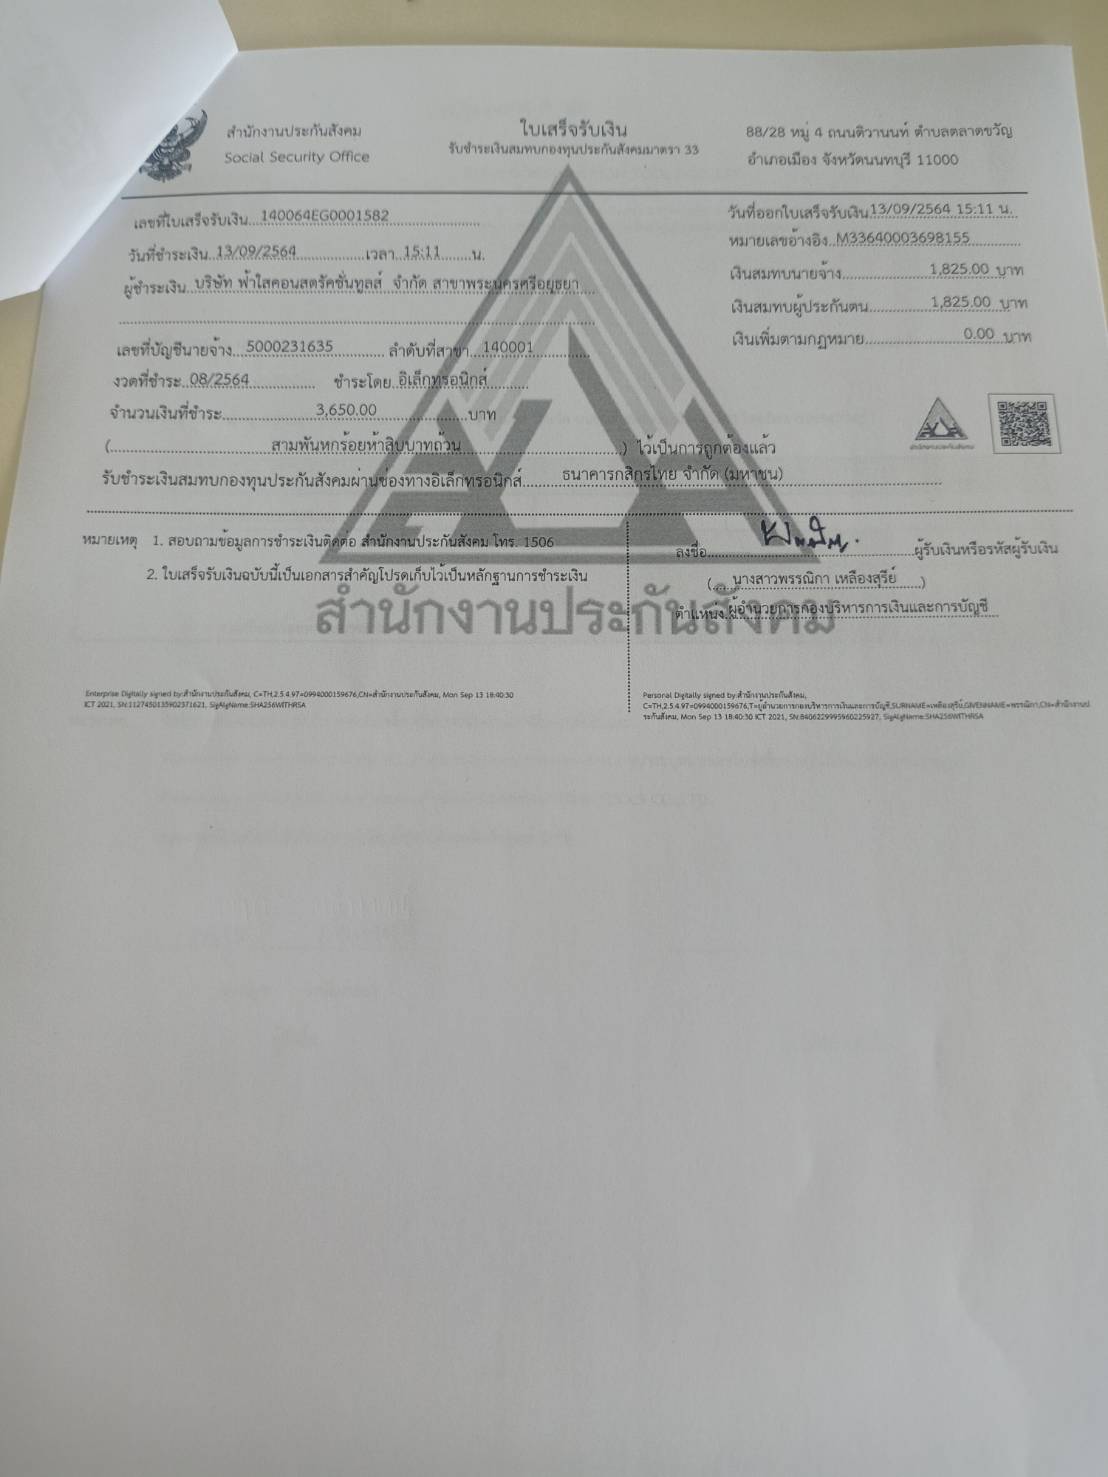 สำนักงานประกันสังคม
Social Security Office
ใบเสร็จรับเงิน
รับชำระเงินสมทบกองทุนประกันสังคมมาตรา 33
88/28 หมู่ 4 ถนนติวานนท์ ตำบลตลาดขวัญ
อำเภอเมือง จังหวัดนนทบุรี 11000
เลขที่ใบเสร็จรับเงิน...140064EG0001582
วันที่ออกใบเสร็จรับเงิน 13/09/2564 15:11 น.
วันที่ชำระเงิน..13/09/2564....เวลา..15:11....น.
หมายเลขอ้างอิง...M33640003698155
ผู้ชำระเงิน บริษัท ฟ้าใสคอนสตรัคชั่นทูลส์ จำกัด สาขาพระนครศรีอยุธยา
เงินสมทบนายจ้าง....1,825.00 บาท
เงินสมทบผู้ประกันตน....1,825.00 บาท
เงินเพิ่มตามกฎหมาย....0.00 บาท
เลขที่บัญชีนายจ้าง...5000231635.... ลำดับที่สาขา...140001
งวดที่ชำระ..08/2564.... ชำระโดย..อิเล็กทรอนิกส์
จำนวนเงินที่ชำระ....3,650.00....บาท
(....สามพันหกร้อยห้าสิบบาทถ้วน....) ไว้เป็นการถูกต้องแล้ว
สำนักงานประกันสังคม
รับชำระเงินสมทบกองทุนประกันสังคมผ่านช่องทางอิเล็กทรอนิกส์....ธนาคารกสิกรไทย จำกัด (มหาชน)
หมายเหตุ 1. สอบถามข้อมูลการชำระเงินติดต่อ สำนักงานประกันสังคม โทร. 1506
2. ใบเสร็จรับเงินฉบับนี้เป็นเอกสารสำคัญโปรดเก็บไว้เป็นหลักฐานการชำระเงิน
ลงชื่อ....ผู้รับเงินหรือรหัสผู้รับเงิน
(....นางสาวพรรณิกา เหลืองสุรีย์....)
ตำแหน่ง ผู้อำนวยการกองบริหารการเงินและการบัญชี
สำนักงานประกันสังคม
Enterprise Digitally signed by:สำนักงานประกันสังคม, C=TH,2.5.4.97=0994000159676,CN=สำนักงานประกันสังคม, Mon Sep 13 18:40:30
ICT 2021, SN:1127450135902371621, SigAlgName:SHA256WITHRSA
Personal Digitally signed by:สำนักงานประกันสังคม,
C=TH,2.5.4.97=0994000159676,T=ผู้อำนวยการกองบริหารการเงินและการบัญชี,SURNAME=เหลืองสุรีย์,GIVENNAME=พรรณิกา,CN=สำนักงานป
ระกันสังคม, Mon Sep 13 18:40:30 ICT 2021, SN:8406229995960225927, SigAlgName:SHA256WITHRSA